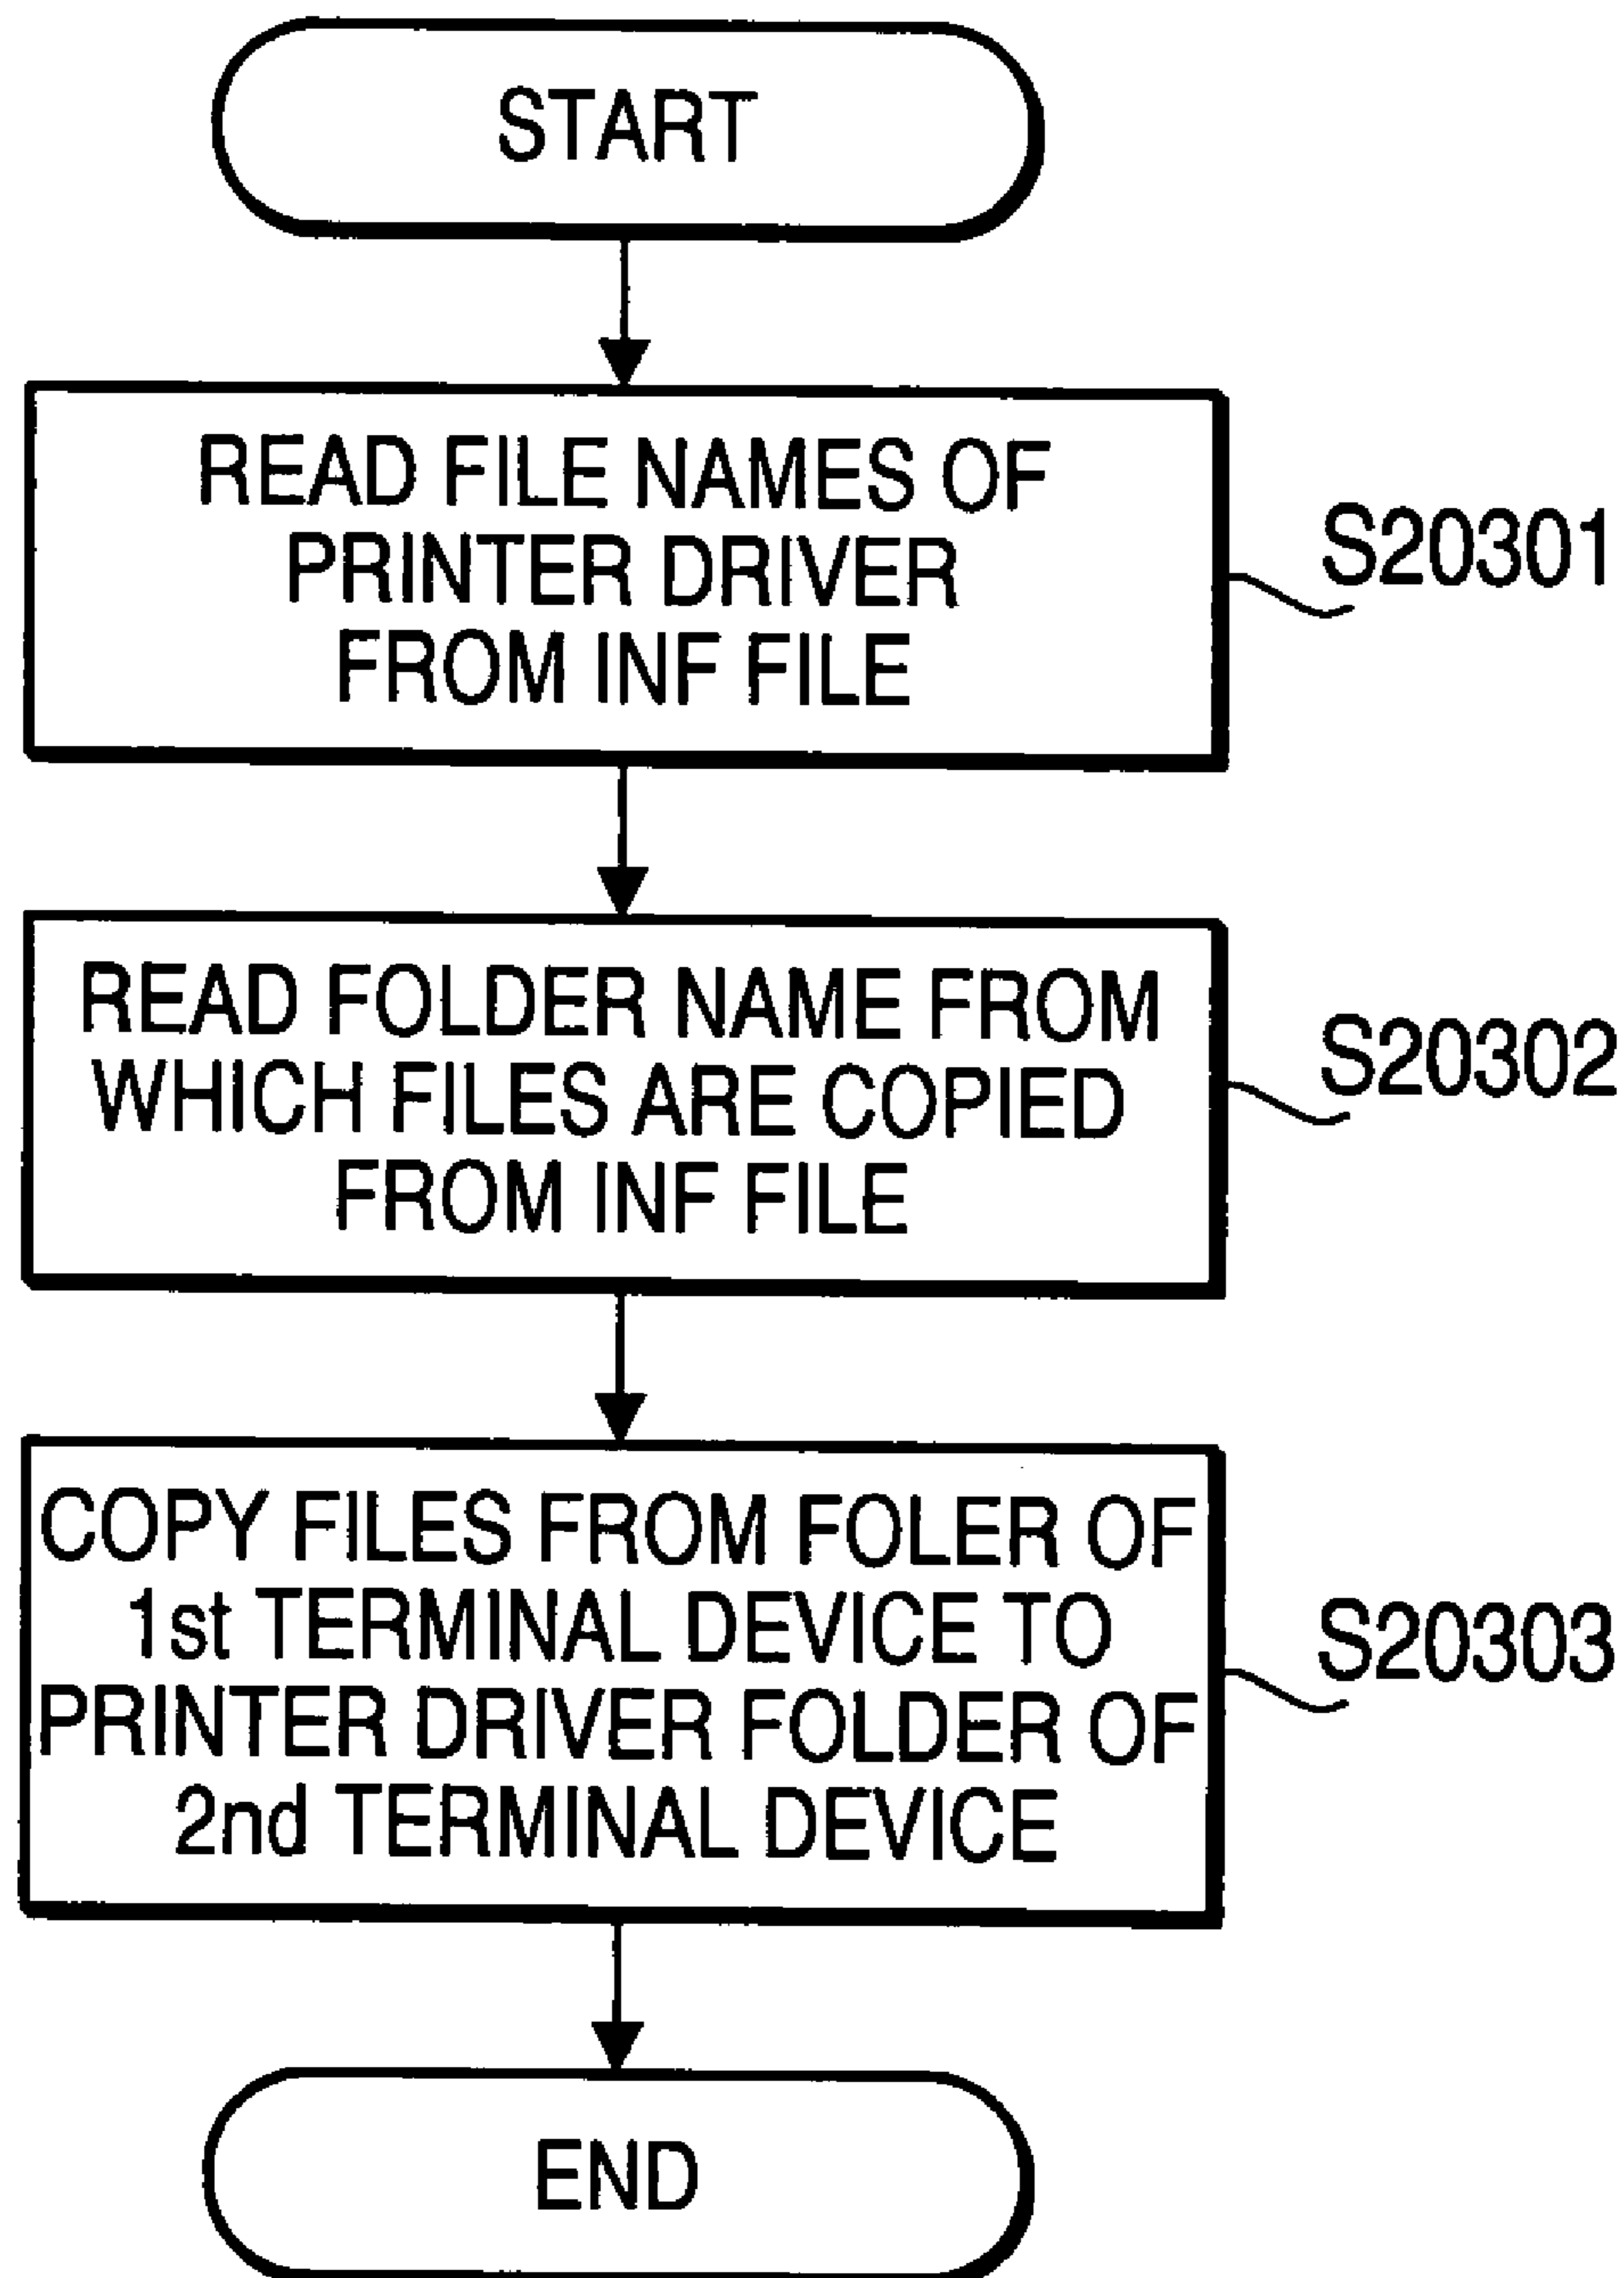 START
READ FILE NAMES OF
PRINTER DRIVER
FROM INF FILE
S20301
READ FOLDER NAME FROM
WHICH FILES ARE COPIED
FROM INF FILE
S20302
COPY FILES FROM FOLER OF
1st TERMINAL DEVICE TO
PRINTER DRIVER FOLDER OF
2nd TERMINAL DEVICE
S20303
END